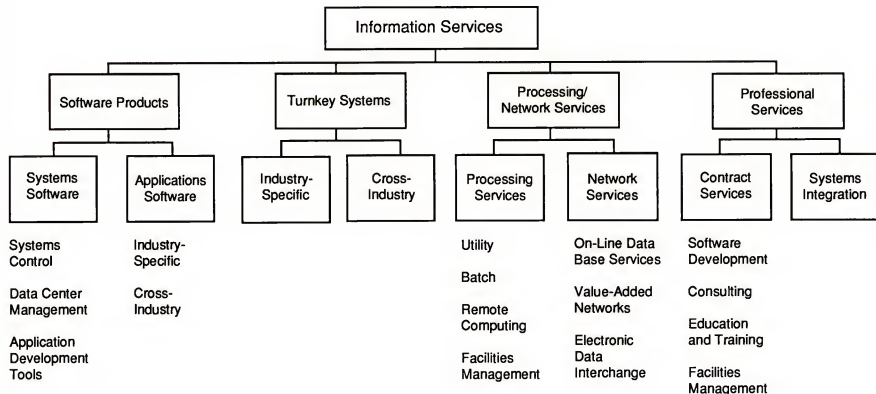 Information Services
Software Products
Turnkey Systems
Processing/
Network Services
Professional
Services
Systems
Software
Applications
Software
Industry-
Specific
Cross-
Industry
Processing
Services
Network
Services
Contract
Services
Systems
Integration
Systems
Control
Data Center
Management
Application
Development
Tools
Industry-
Specific
Cross-
Industry
Utility
Batch
Remote
Computing
Facilities
Management
On-Line Data
Base Services
Value-Added
Networks
Electronic
Data
Interchange
Software
Development
Consulting
Education
and Training
Facilities
Management